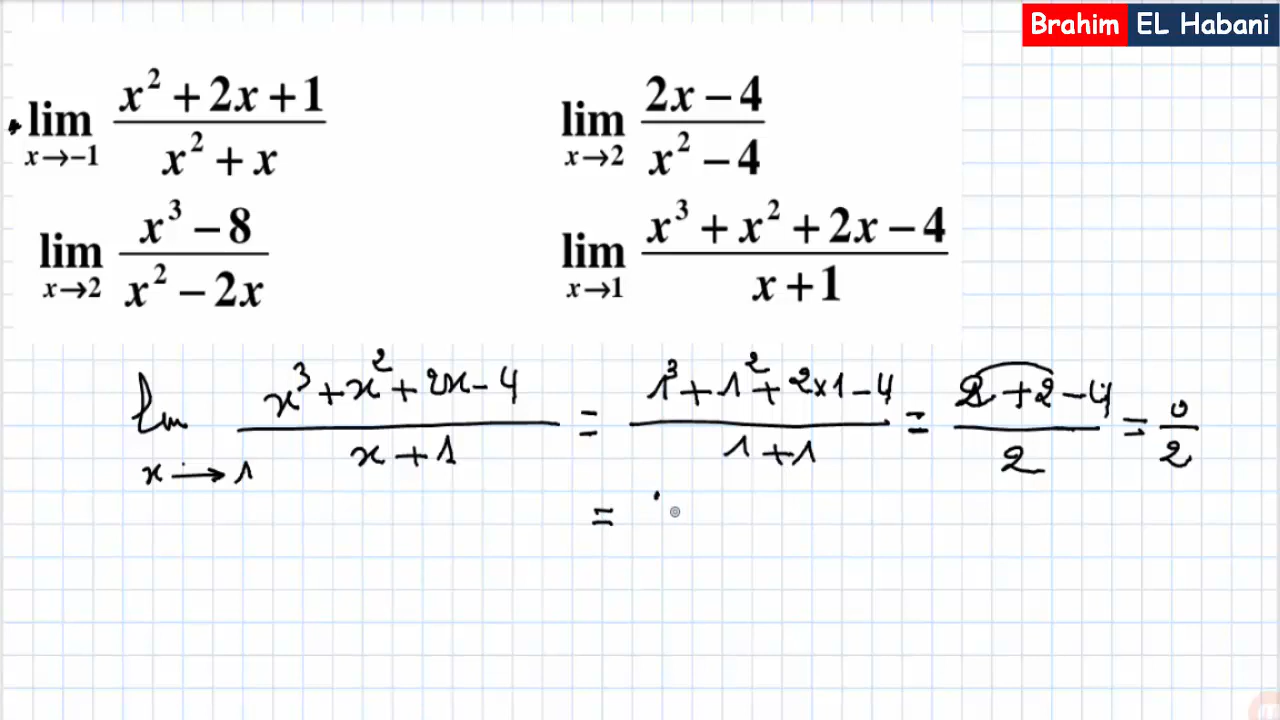 Brahim EL Habani
lim x→-1 (x² + 2x + 1)/(x² + x)
lim x→2 (2x - 4)/(x² - 4)
lim x→2 (x³ - 8)/(x² - 2x)
lim x→1 (x³ + x² + 2x - 4)/(x + 1)
lim x→1 (x³ + x² + 2x - 4)/(x + 1) = (1³ + 1² + 2×1 - 4)/(1 + 1) = (2 + 2 - 4)/2 = 0/2
=